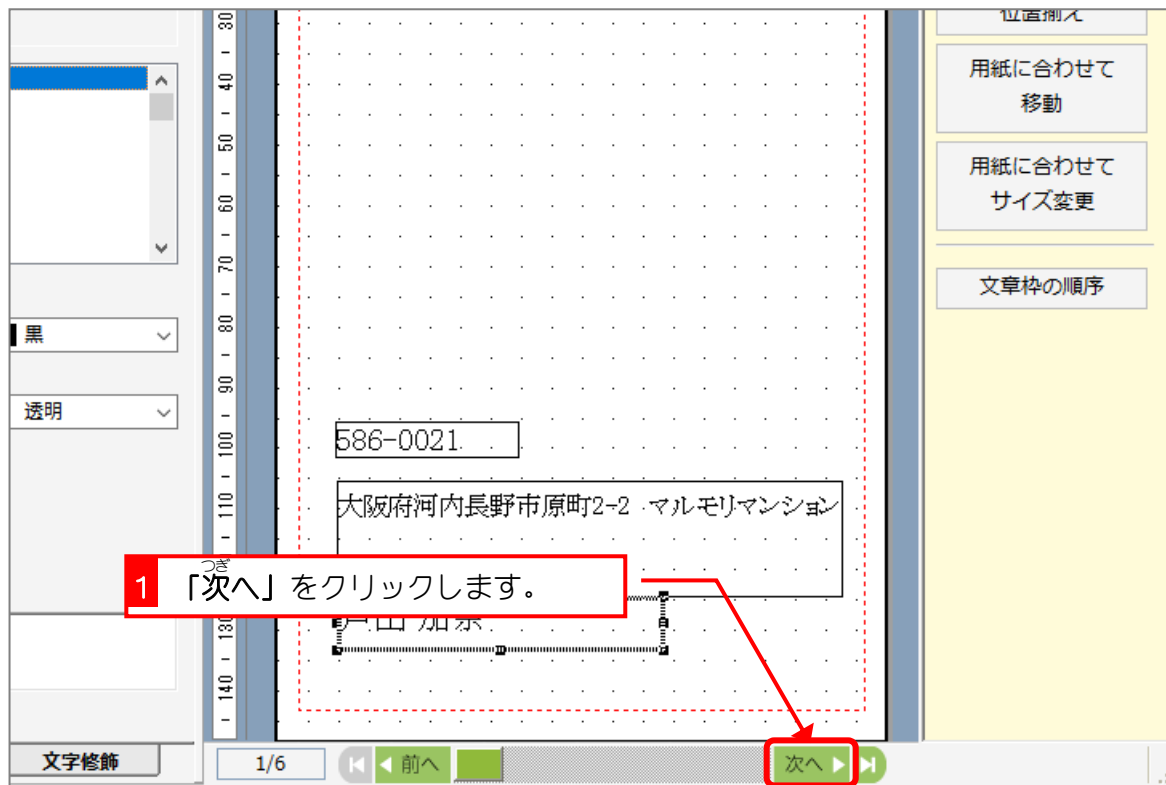 位置揃え
用紙に合わせて
移動
用紙に合わせて
サイズ変更
文章枠の順序
黒
透明
30
40
50
60
70
80
90
100
110
130
140
586-0021
大阪府河内長野市原町2-2 マルモリマンション
つぎ
1 「次へ」をクリックします。
文字修飾
1/6
前へ
次へ